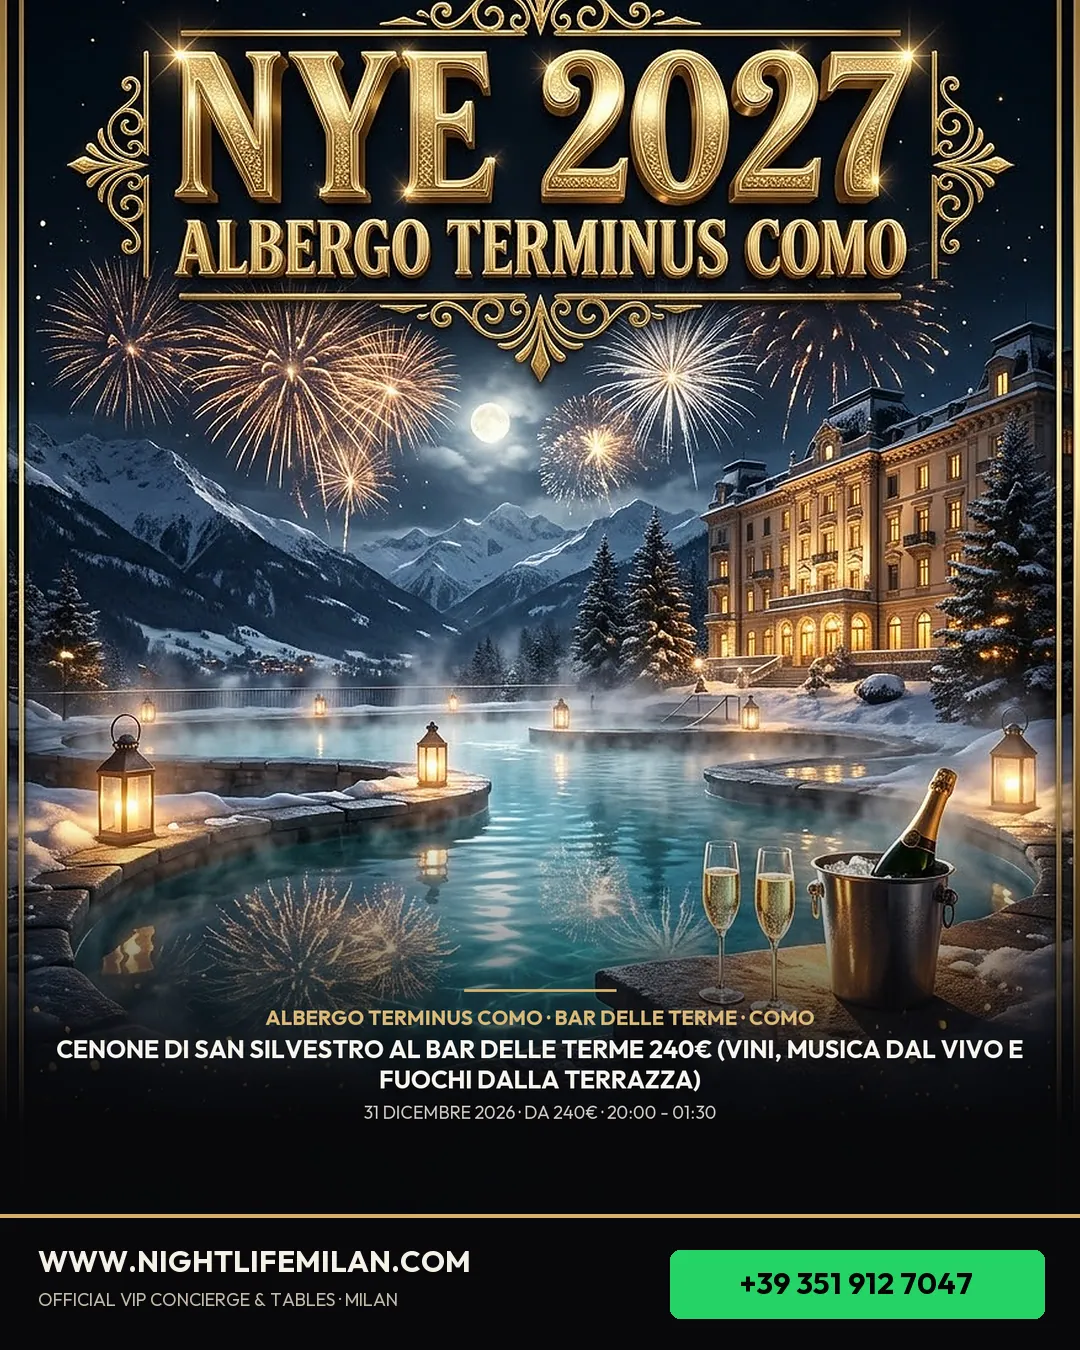 NYE 2027
ALBERGO TERMINUS COMO
ALBERGO TERMINUS COMO · BAR DELLE TERME · COMO
CENONE DI SAN SILVESTRO AL BAR DELLE TERME 240€ (VINI, MUSICA DAL VIVO E
FUOCHI DALLA TERRAZZA)
31 DICEMBRE 2026 · DA 240€ · 20:00 - 01:30
WWW.NIGHTLIFEMILAN.COM
OFFICIAL VIP CONCIERGE & TABLES · MILAN
+39 351 912 7047